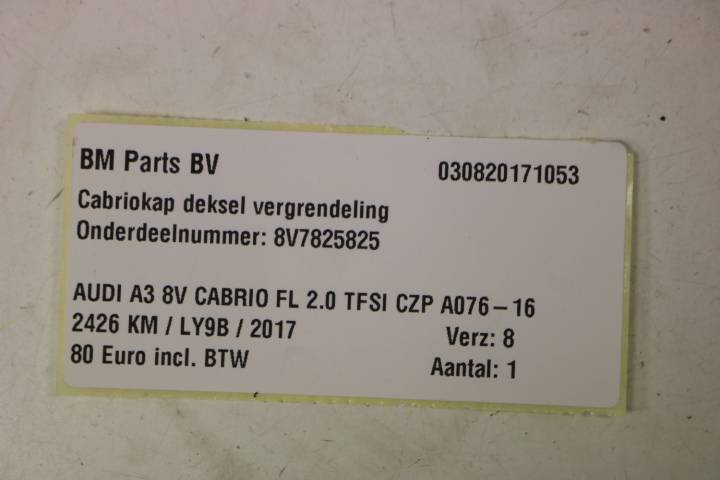 BM Parts BV 030820171053
Cabriokap deksel vergrendeling
Onderdeelnummer: 8V7825825
AUDI A3 8V CABRIO FL 2.0 TFSI CZP A076-16
2426 KM / LY9B / 2017 Verz: 8
80 Euro incl. BTW Aantal: 1